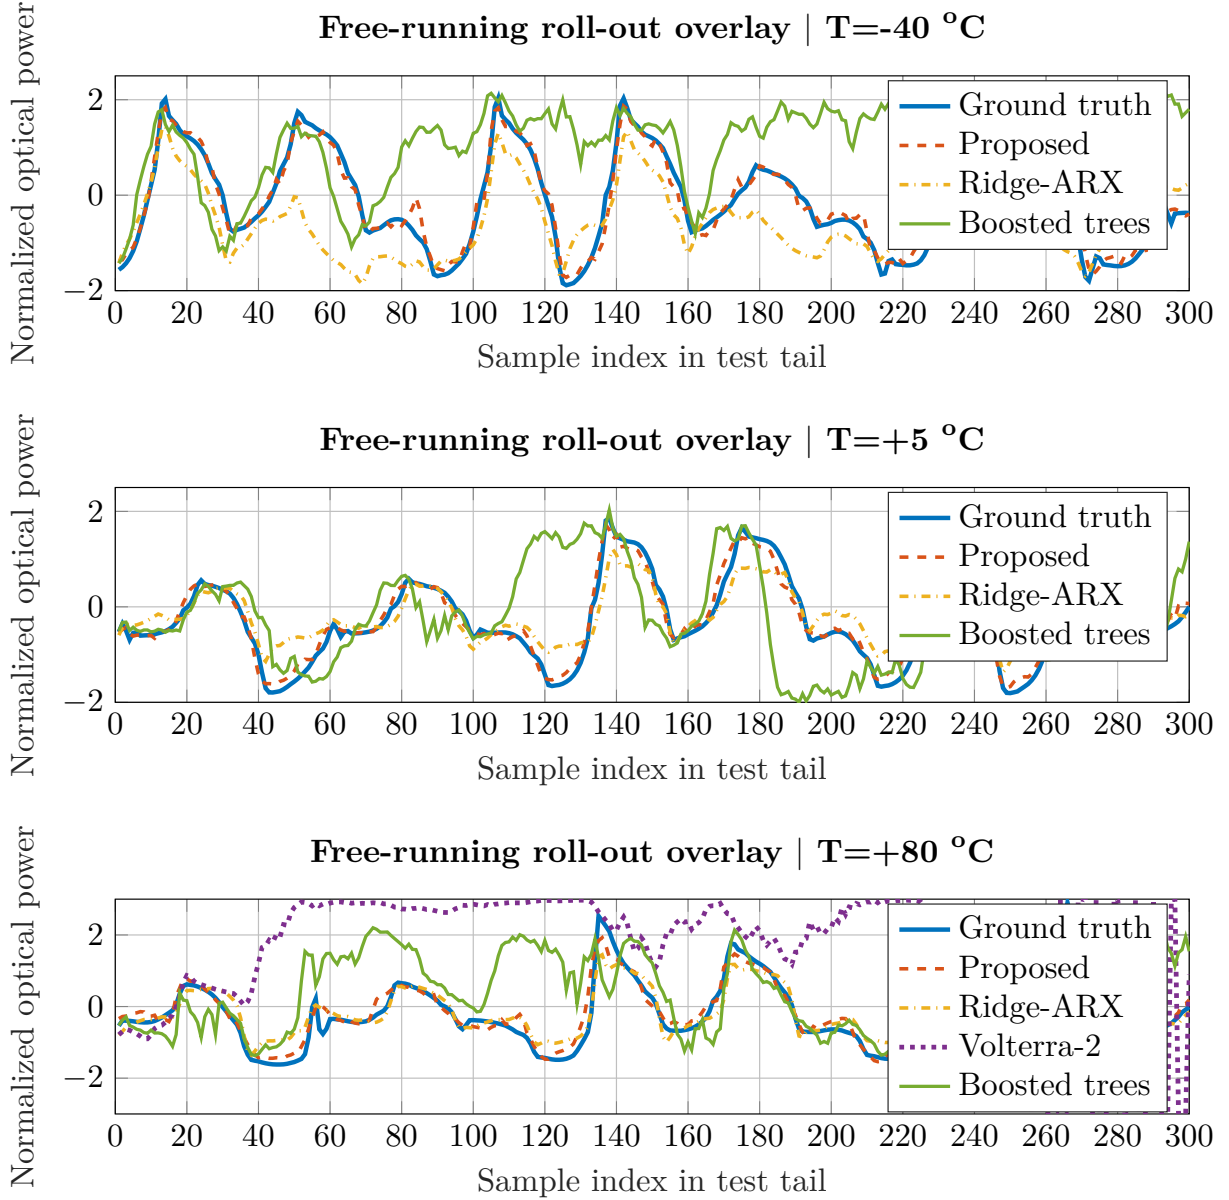 Free-running roll-out overlay | T=-40 °C
Normalized optical power
2
0
−2
Ground truth
Proposed
Ridge-ARX
Boosted trees
0 20 40 60 80 100 120 140 160 180 200 220 240 260 280 300
Sample index in test tail
Free-running roll-out overlay | T=+5 °C
Normalized optical power
2
0
−2
Ground truth
Proposed
Ridge-ARX
Boosted trees
0 20 40 60 80 100 120 140 160 180 200 220 240 260 280 300
Sample index in test tail
Free-running roll-out overlay | T=+80 °C
Normalized optical power
2
0
−2
Ground truth
Proposed
Ridge-ARX
Volterra-2
Boosted trees
0 20 40 60 80 100 120 140 160 180 200 220 240 260 280 300
Sample index in test tail